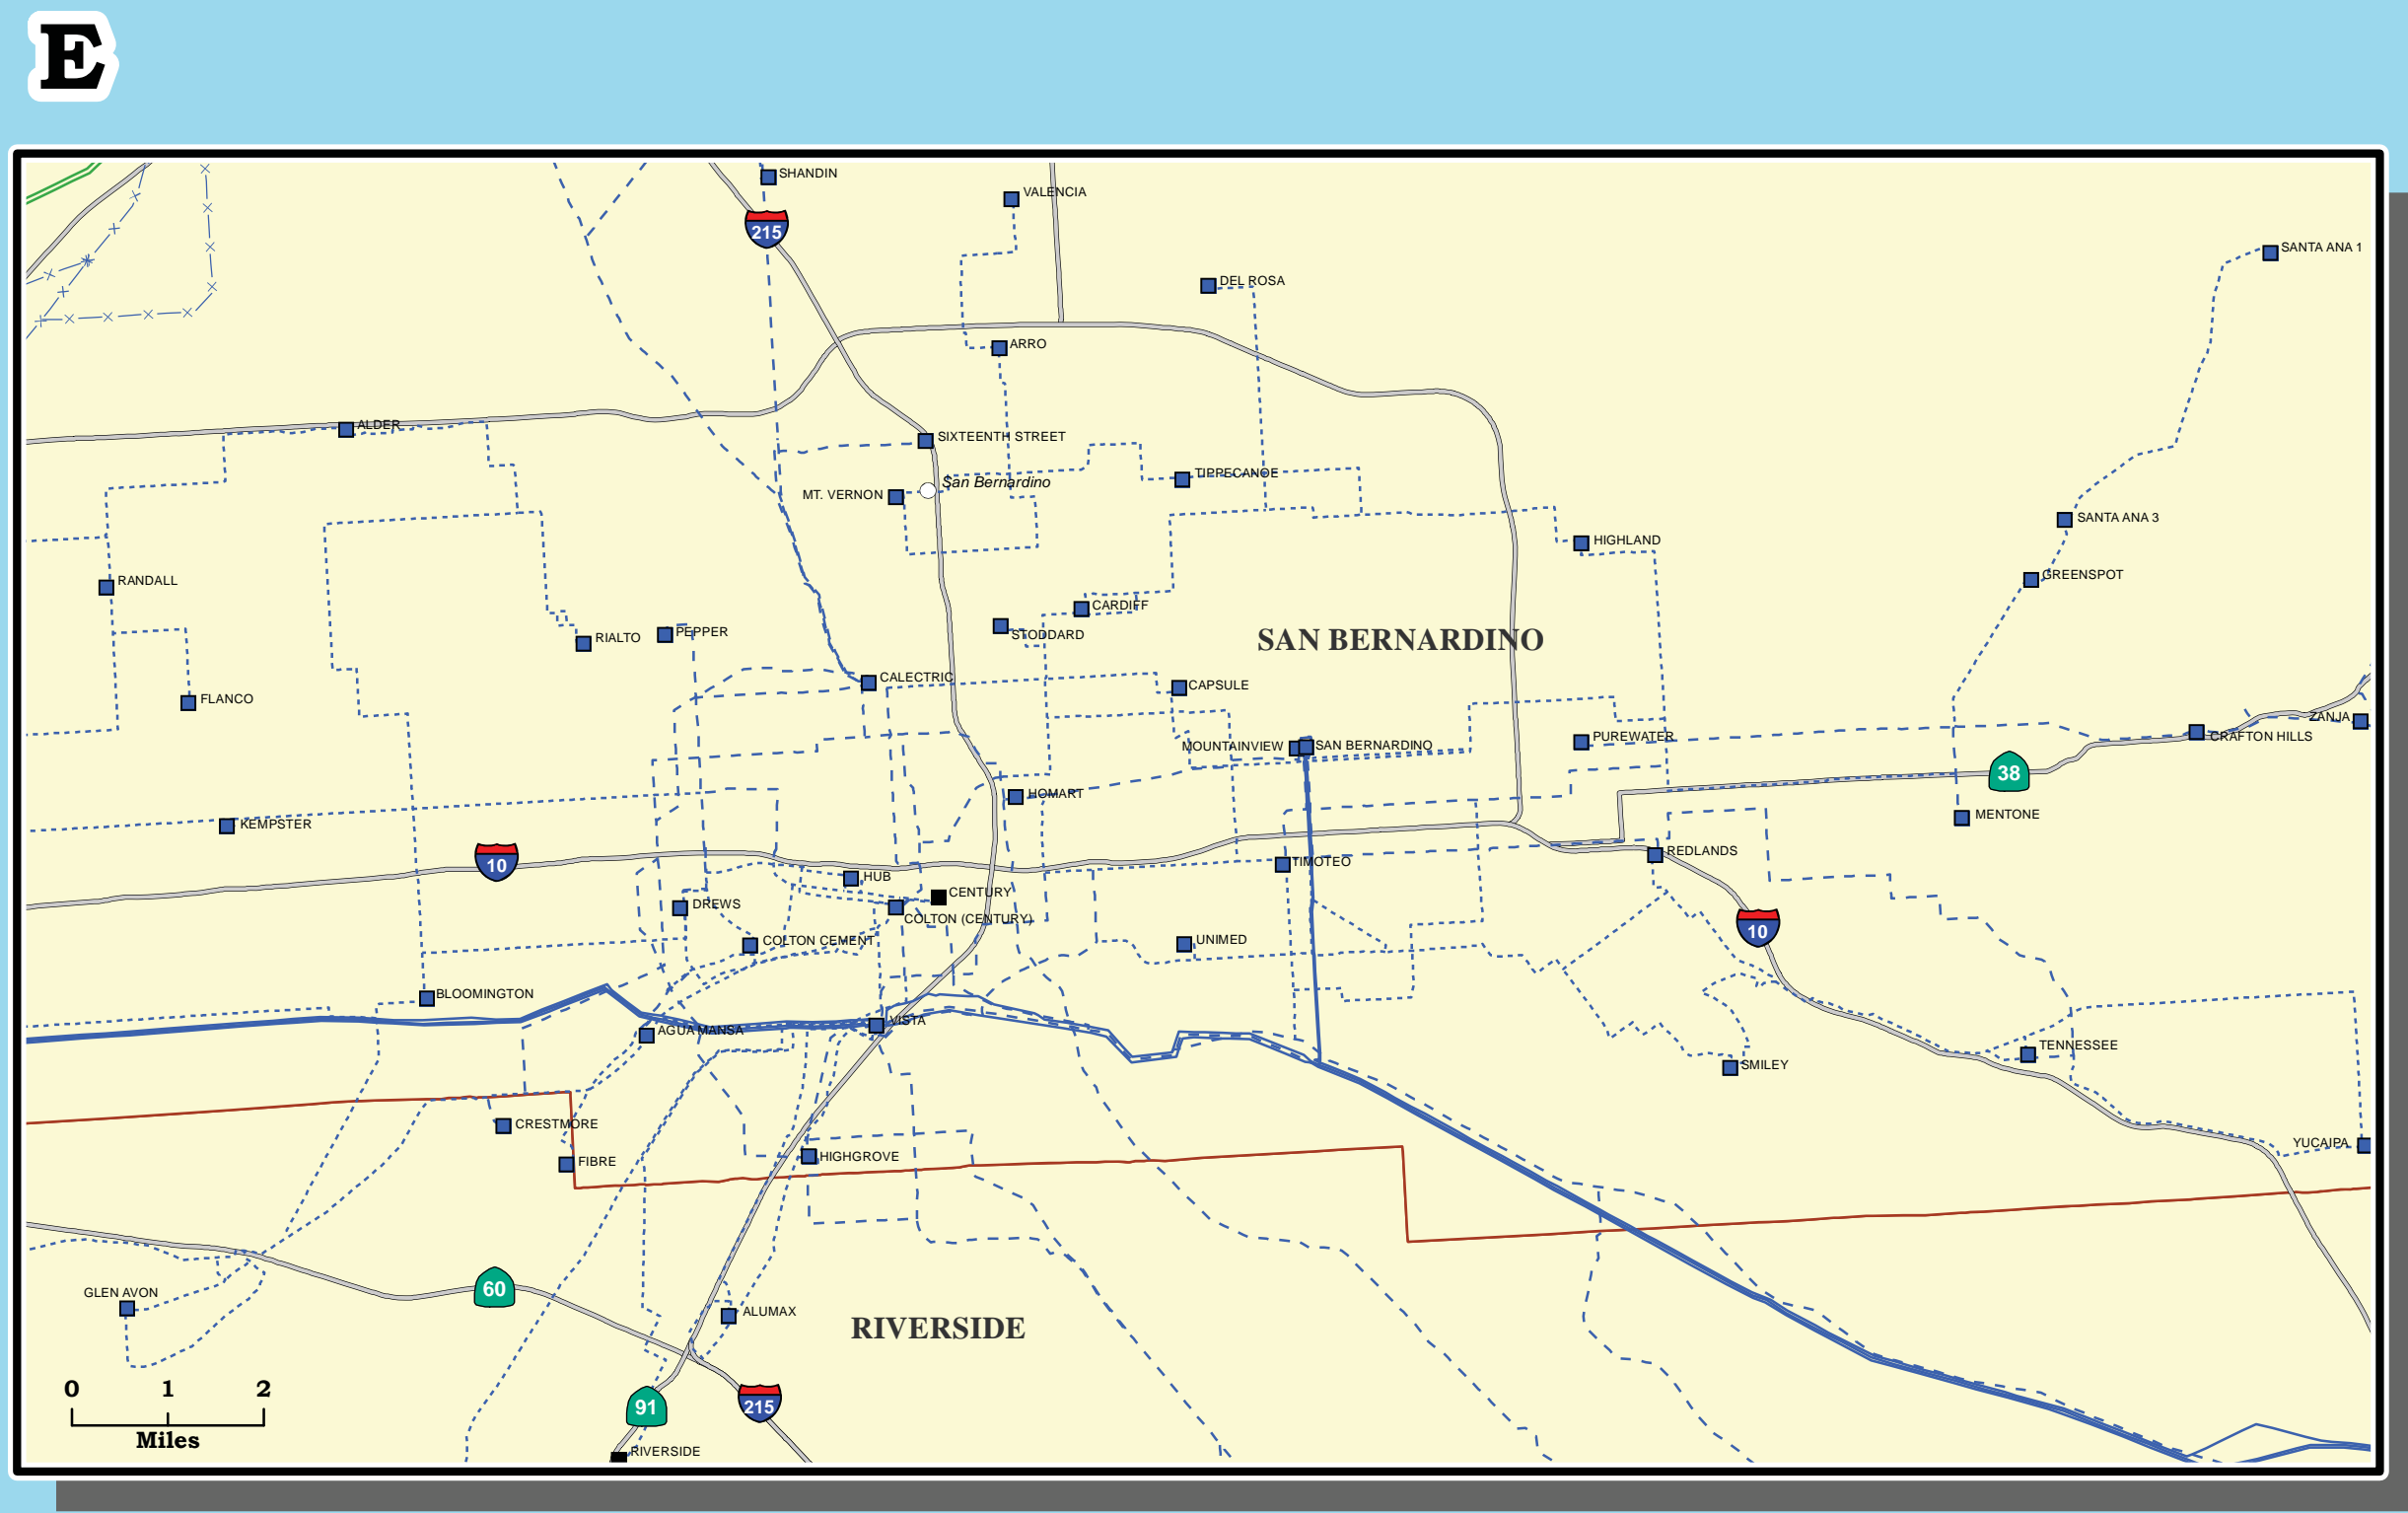 E
SHANDIN
VALENCIA
215
SANTA ANA 1
DEL ROSA
ARRO
ALDER
SIXTEENTH STREET
TIPPECANOE
San Bernardino
MT. VERNON
SANTA ANA 3
HIGHLAND
GREENSPOT
RANDALL
CARDIFF
PEPPER
STODDARD
RIALTO
SAN BERNARDINO
CALECTRIC
CAPSULE
FLANCO
ZANJA
PUREWATER
CRAFTON HILLS
MOUNTAINVIEW
SAN BERNARDINO
38
HOMART
MENTONE
KEMPSTER
REDLANDS
10
TIMOTEO
HUB
CENTURY
DREWS
COLTON (CENTURY)
10
COLTON CEMENT
UNIMED
BLOOMINGTON
VISTA
AGUA MANSA
TENNESSEE
SMILEY
CRESTMORE
YUCAIPA
HIGHGROVE
FIBRE
60
GLEN AVON
ALUMAX
RIVERSIDE
0 1 2
Miles
91
215
RIVERSIDE